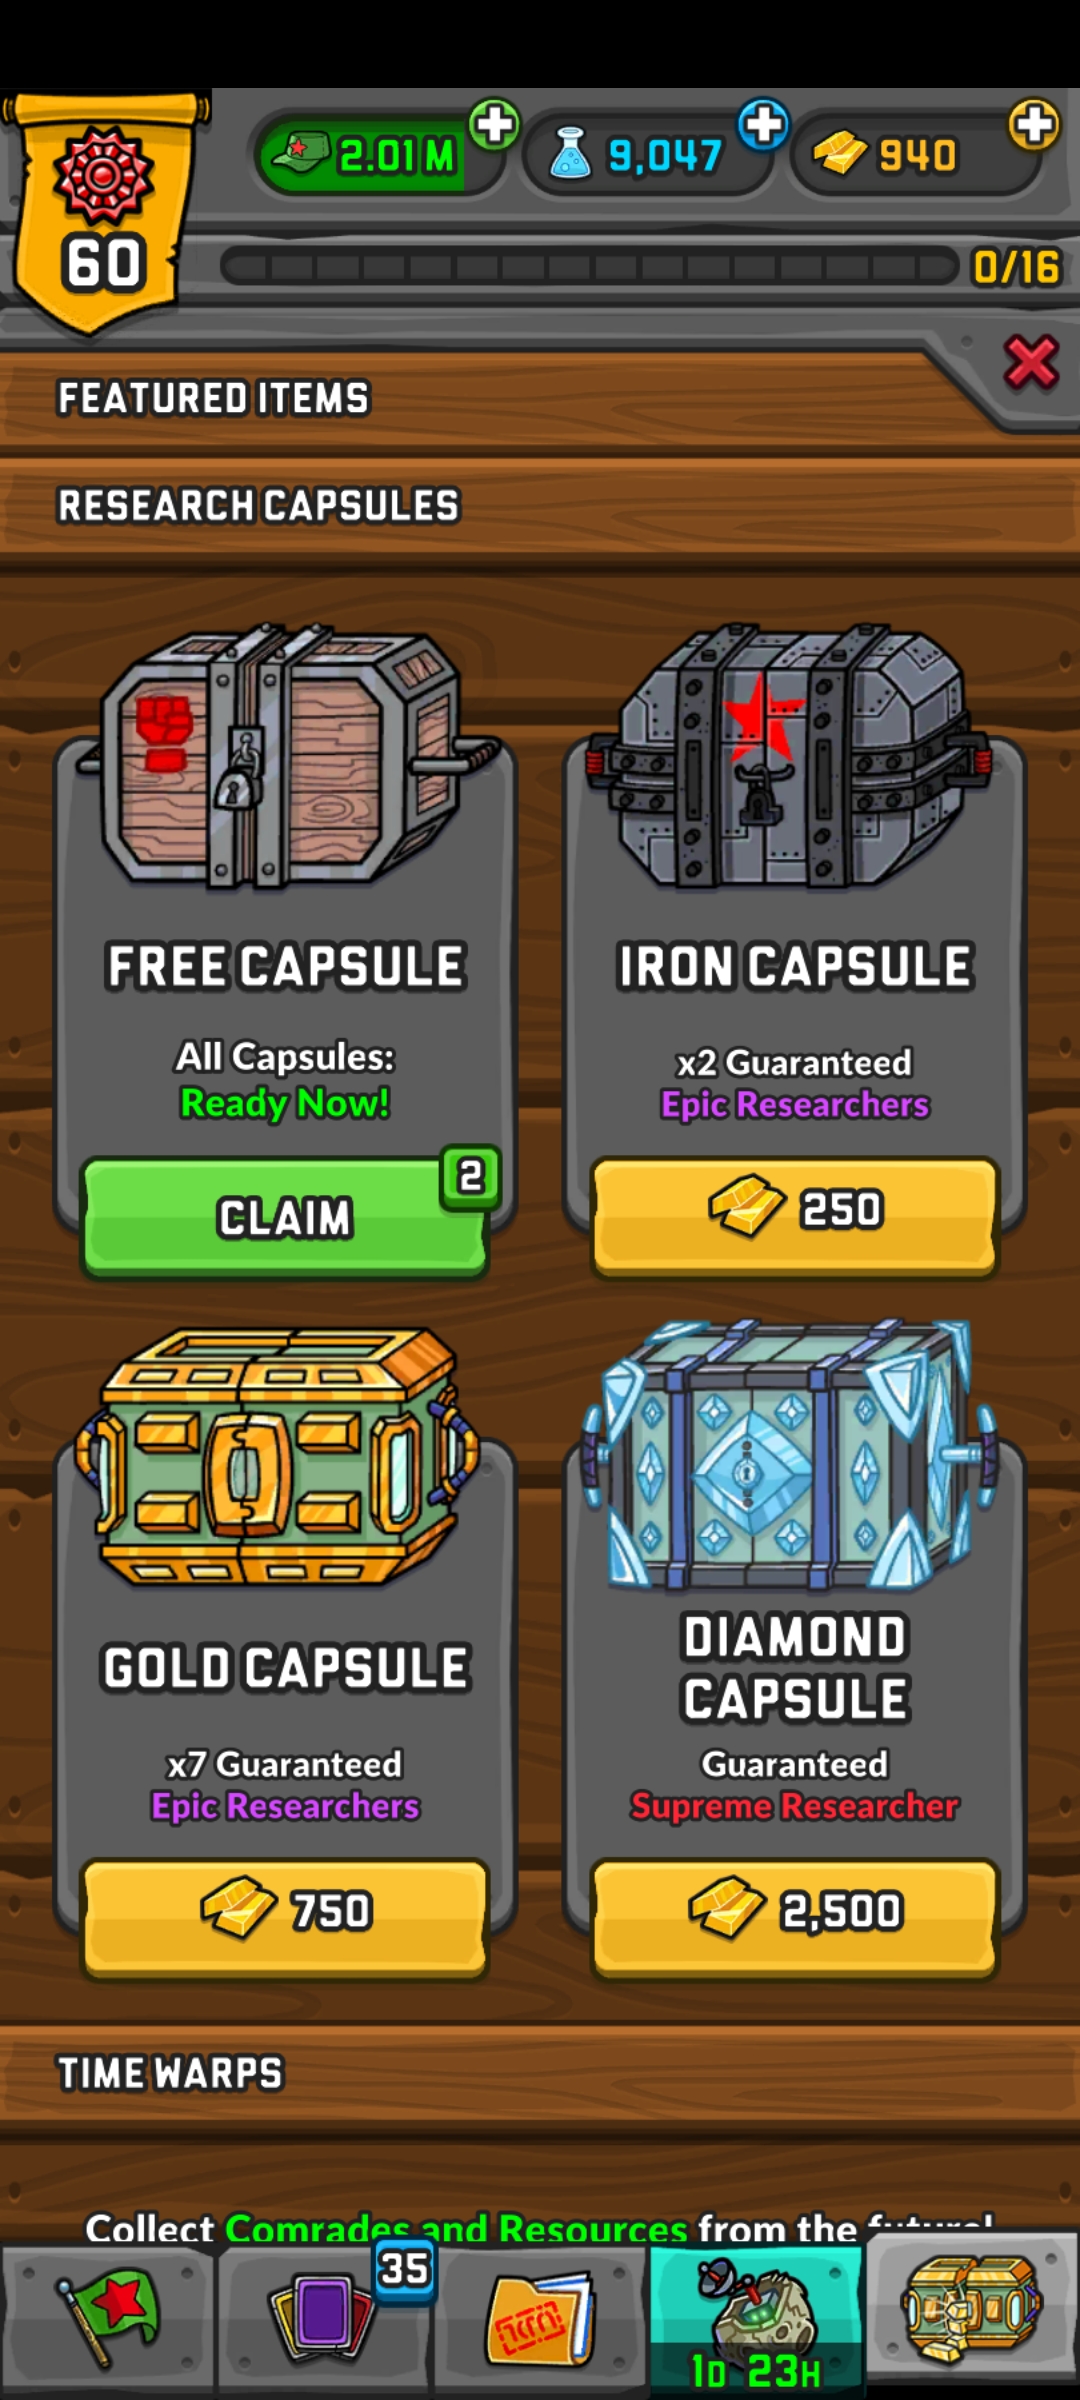 2.01 M
9,047
940
60
0/16
FEATURED ITEMS
RESEARCH CAPSULES
FREE CAPSULE
All Capsules:
Ready Now!
2
CLAIM
IRON CAPSULE
x2 Guaranteed
Epic Researchers
250
GOLD CAPSULE
x7 Guaranteed
Epic Researchers
750
DIAMOND
CAPSULE
Guaranteed
Supreme Researcher
2,500
TIME WARPS
Collect Comrades and Resources from the future!
35
1D 23H